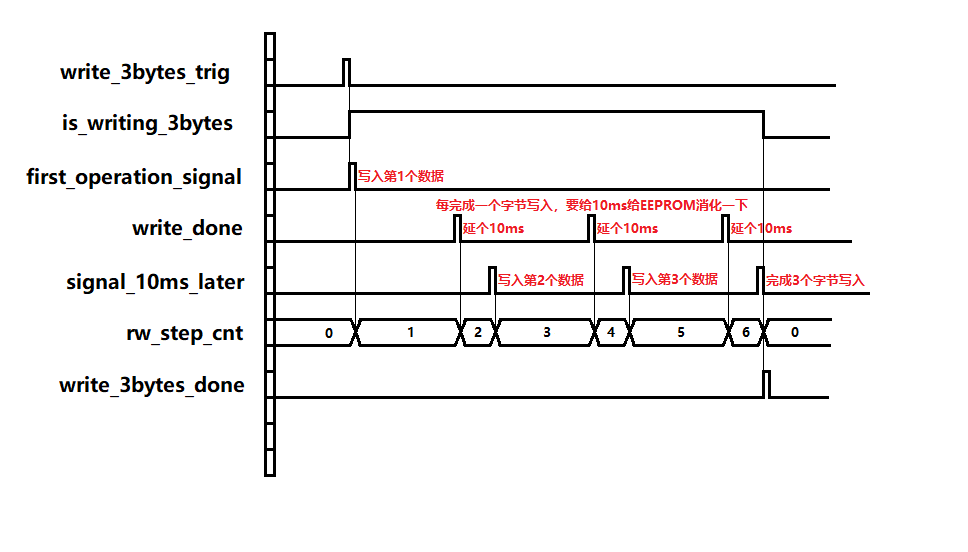 write_3bytes_trig
is_writing_3bytes
first_operation_signal
写入第1个数据
每完成一个字节写入，要给10ms给EEPROM消化一下
write_done
延个10ms
延个10ms
延个10ms
signal_10ms_later
写入第2个数据
写入第3个数据
完成3个字节写入
rw_step_cnt
0
1
2
3
4
5
6
0
write_3bytes_done